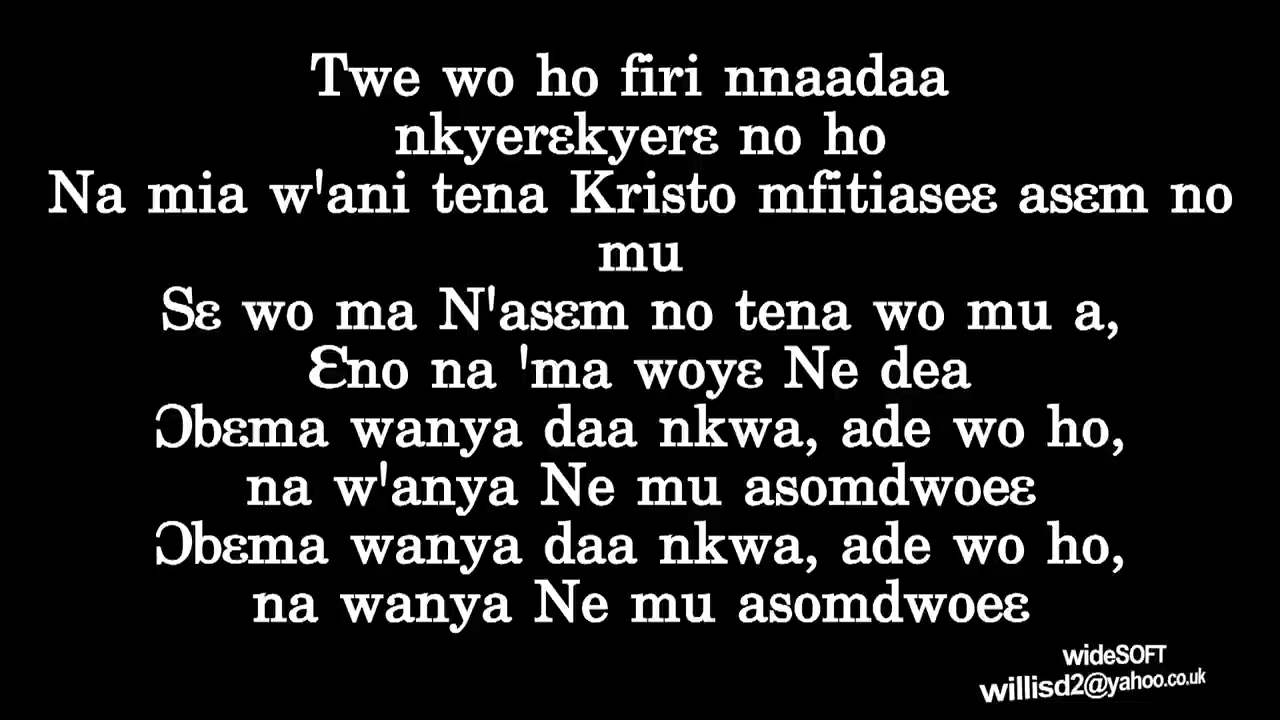 Twe wo ho firi nnaadaa
nkyerɛkyerɛ no ho
Na mia w'ani tena Kristo mfitiaseɛ asɛm no
mu
Sɛ wo ma N'asɛm no tena wo mu a,
Ɛno na 'ma woyɛ Ne dea
Ɔbɛma wanya daa nkwa, ade wo ho,
na w'anya Ne mu asomdwoeɛ
Ɔbɛma wanya daa nkwa, ade wo ho,
na wanya Ne mu asomdwoeɛ
wideSOFT
willisd2@yahoo.co.uk